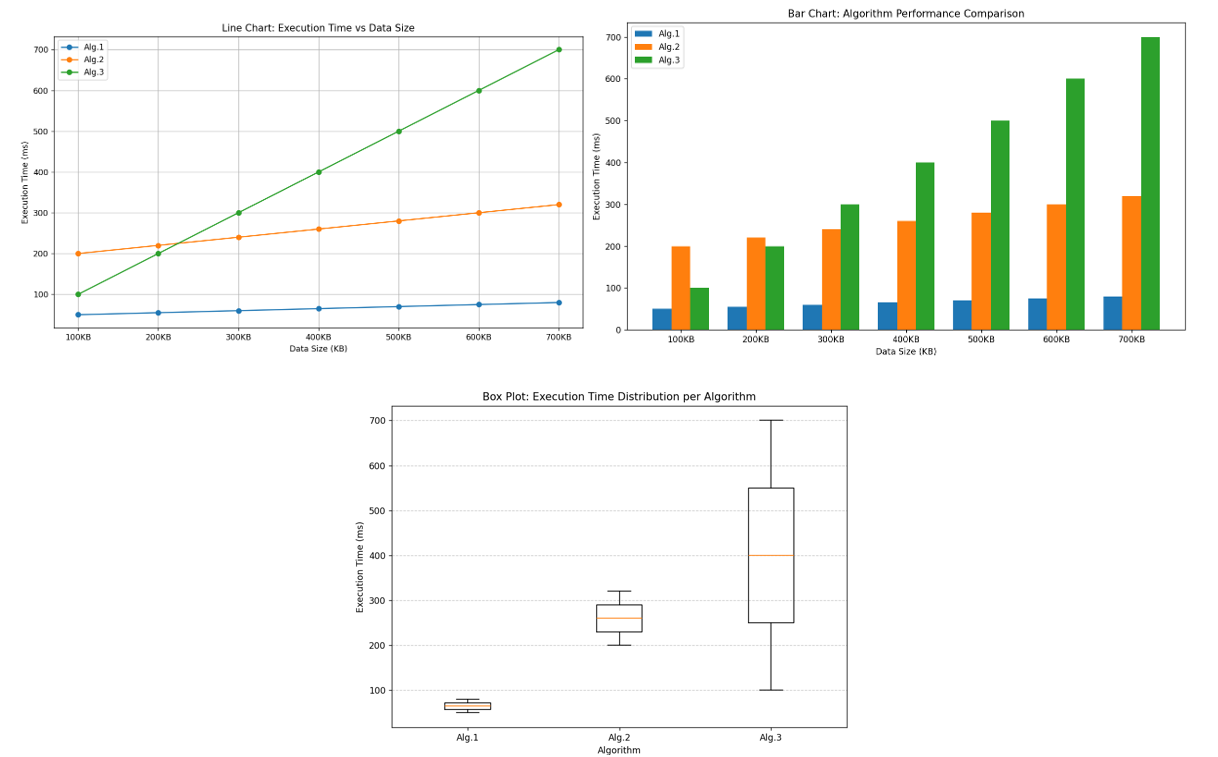 Line Chart: Execution Time vs Data Size
Alg.1
Alg.2
Alg.3
700
600
500
400
300
200
100
Execution Time (ms)
100KB 200KB 300KB 400KB 500KB 600KB 700KB
Data Size (KB)
Bar Chart: Algorithm Performance Comparison
Alg.1
Alg.2
Alg.3
700
600
500
400
300
200
100
0
Execution Time (ms)
100KB 200KB 300KB 400KB 500KB 600KB 700KB
Data Size (KB)
Box Plot: Execution Time Distribution per Algorithm
700
600
500
400
300
200
100
Execution Time (ms)
Alg.1 Alg.2 Alg.3
Algorithm